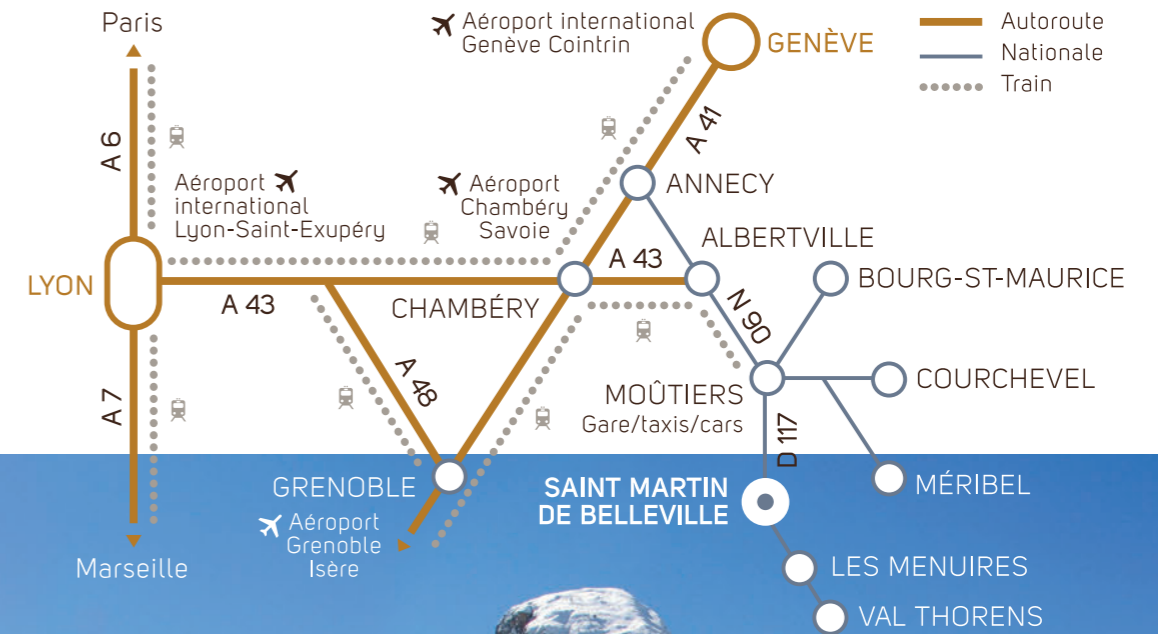 Paris
Aéroport international
Genève Cointrin
GENÈVE
Autoroute
Nationale
Train
A 6
A 41
Aéroport
international
Lyon-Saint-Exupéry
Aéroport
Chambéry
Savoie
ANNECY
ALBERTVILLE
LYON
A 43
A 43
CHAMBÉRY
BOURG-ST-MAURICE
N 90
A 7
A 48
MOÛTIERS
Gare/taxis/cars
COURCHEVEL
D 117
GRENOBLE
SAINT MARTIN
DE BELLEVILLE
MÉRIBEL
Aéroport
Grenoble
Isère
Marseille
LES MENUIRES
VAL THORENS